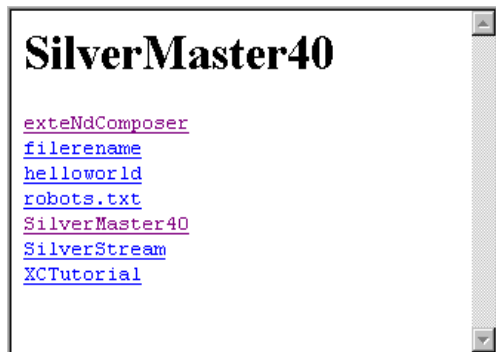 SilverMaster40
exteNdComposer
filerename
helloworld
robots.txt
SilverMaster40
SilverStream
XCTutorial